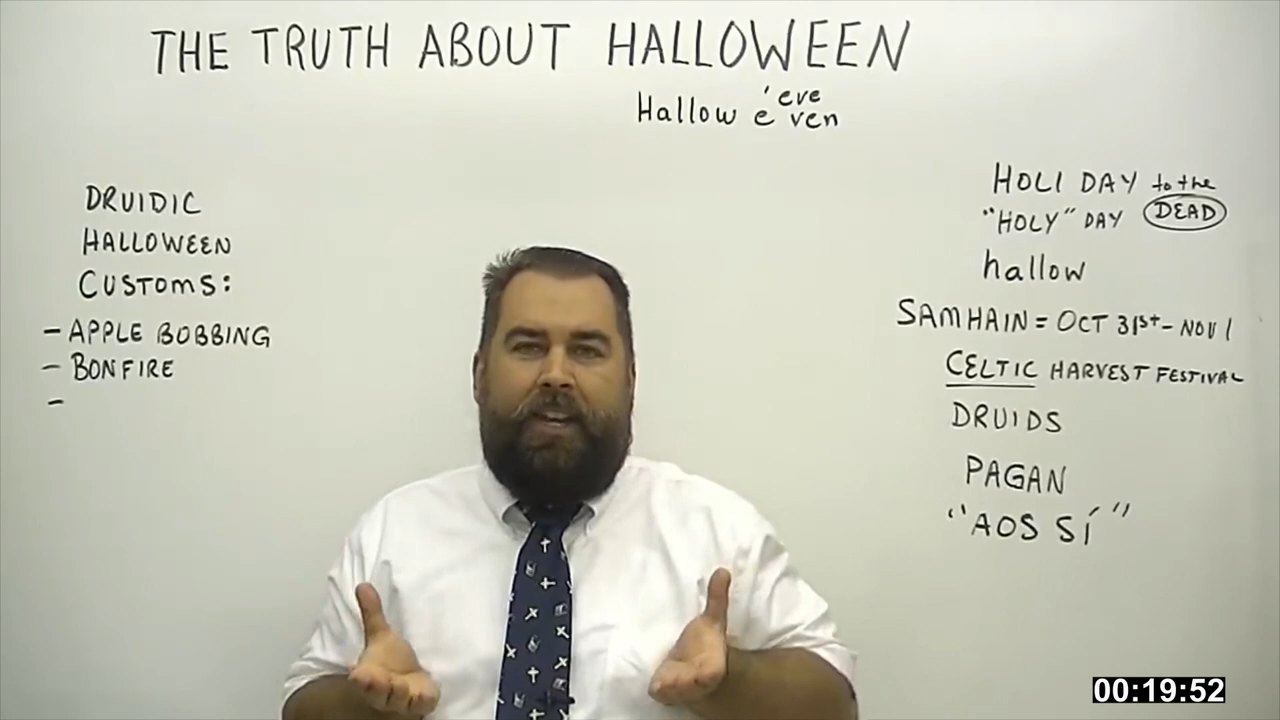 THE TRUTH ABOUT HALLOWEEN
'eve
Hallow e ven
DRUIDIC
HALLOWEEN
CUSTOMS:
- APPLE BOBBING
- BONFIRE
-
HOLI DAY to the
"HOLY" DAY DEAD
hallow
SAMHAIN = OCT 31st - NOV 1
CELTIC HARVEST FESTIVAL
DRUIDS
PAGAN
"AOS SÍ"
00:19:52